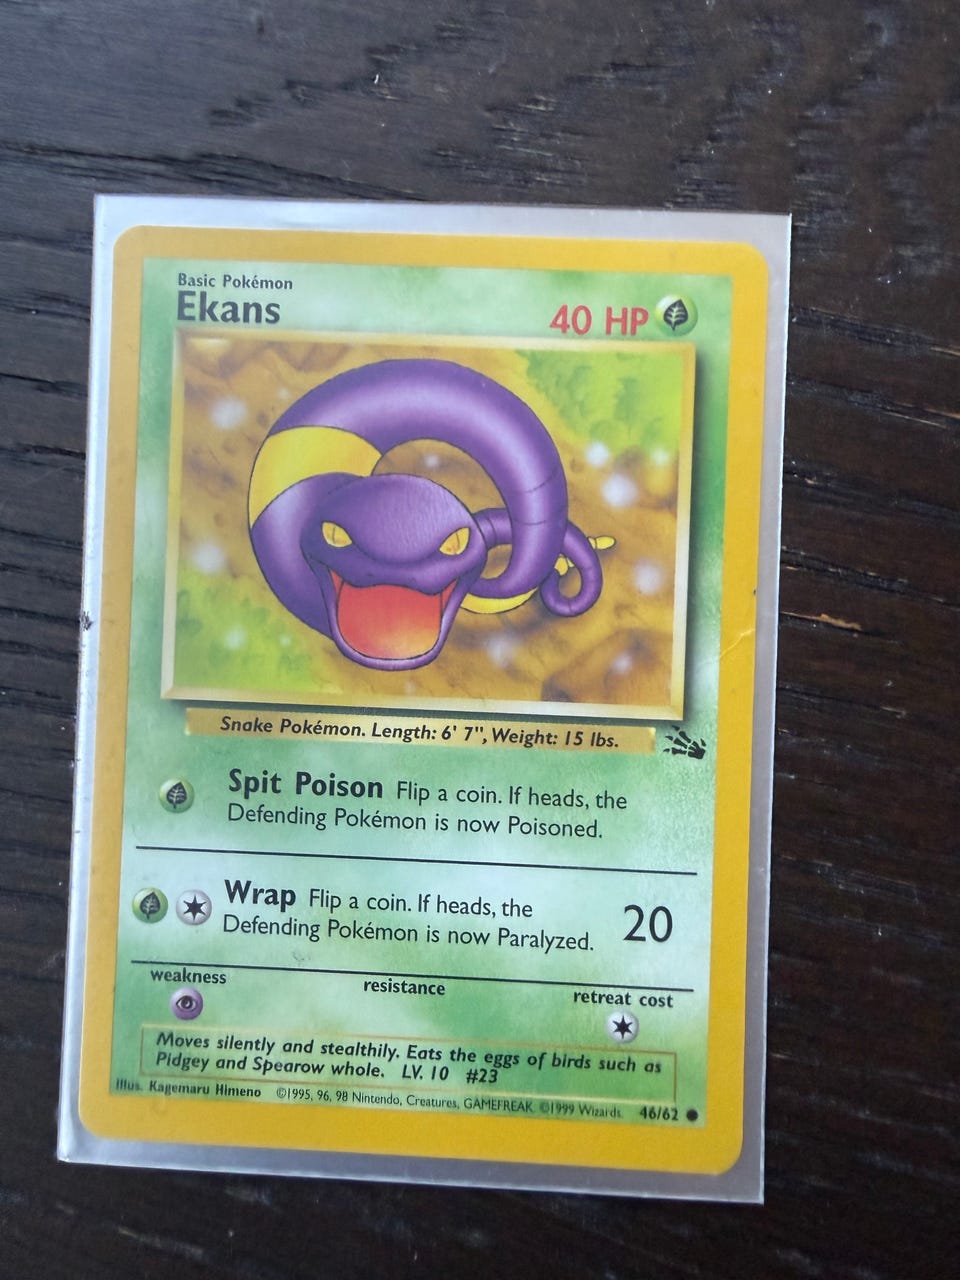 Basic Pokémon
Ekans
40 HP
Snake Pokémon. Length: 6' 7", Weight: 15 lbs.
Spit Poison Flip a coin. If heads, the
Defending Pokémon is now Poisoned.
Wrap Flip a coin. If heads, the
Defending Pokémon is now Paralyzed.
20
weakness
resistance
retreat cost
Moves silently and stealthily. Eats the eggs of birds such as
Pidgey and Spearow whole. LV. 10 #23
Illus. Kagemaru Himeno ©1995, 96, 98 Nintendo, Creatures, GAMEFREAK. ©1999 Wizards. 46/62